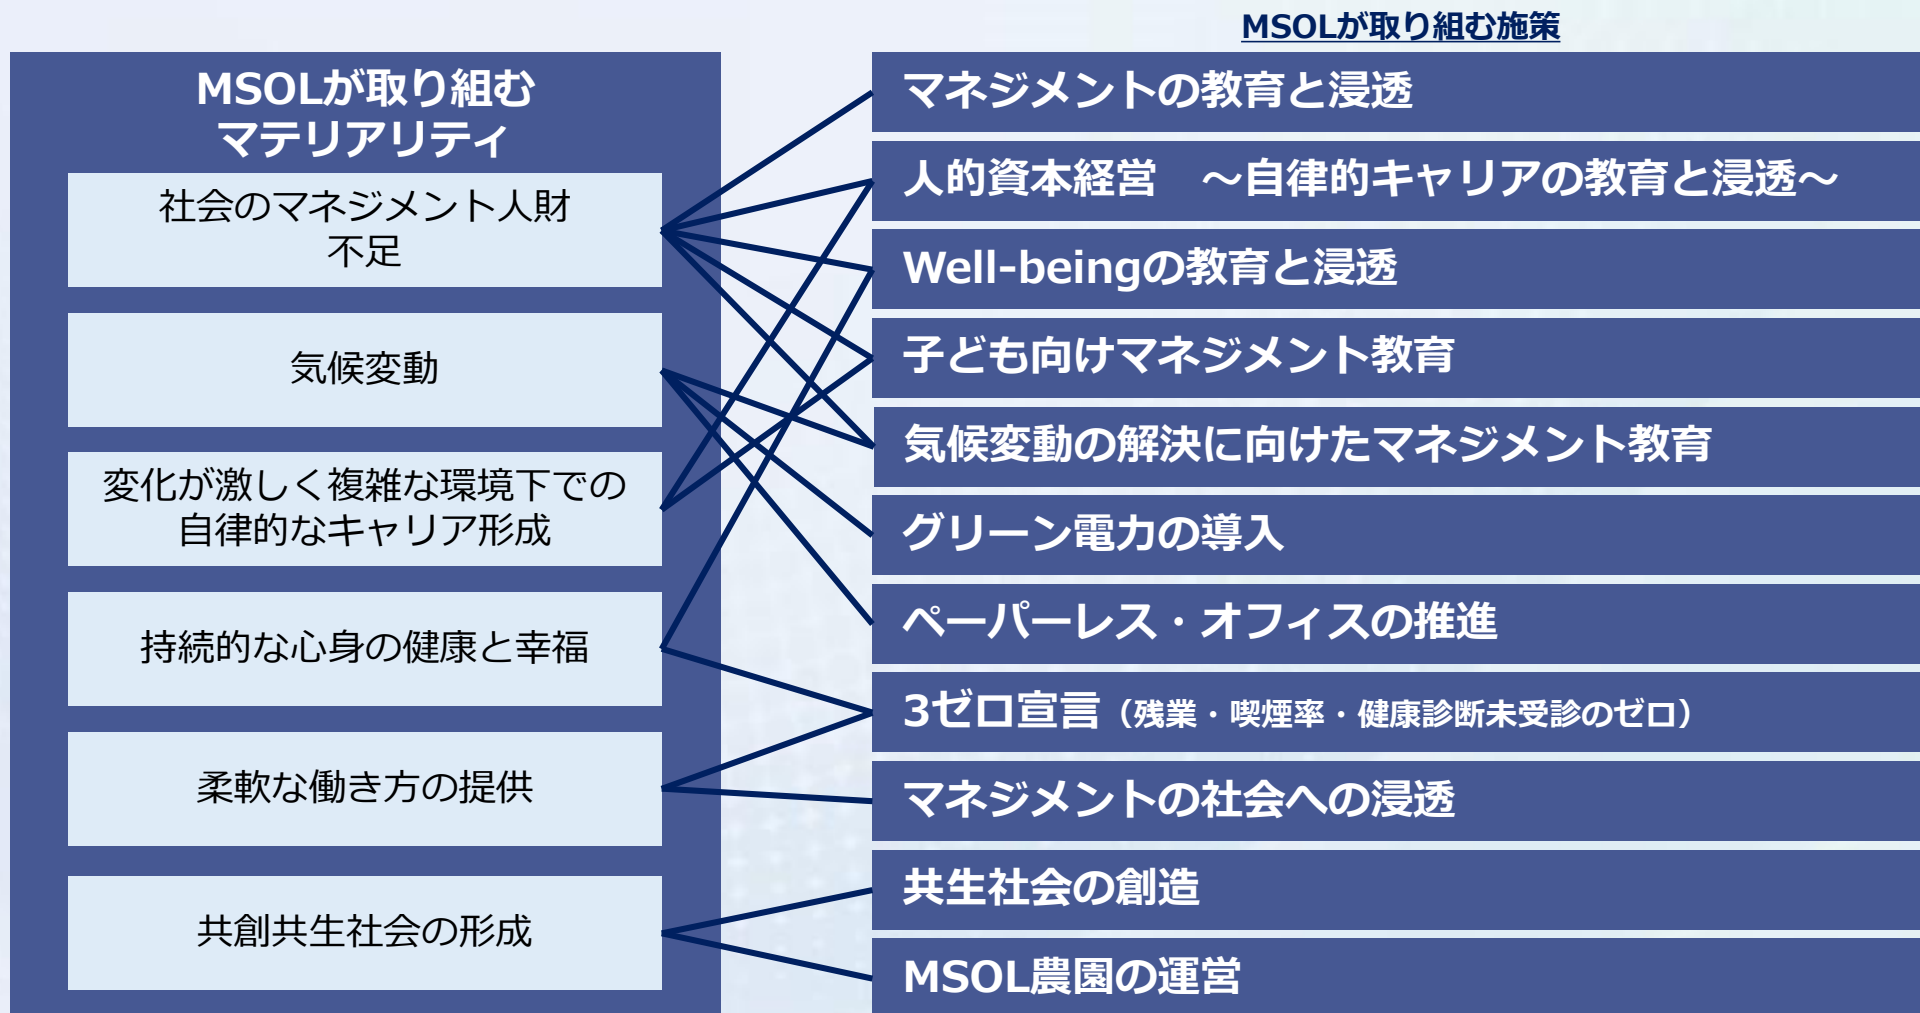 MSOLが取り組む施策
MSOLが取り組む
マテリアリティ
社会のマネジメント人財
不足
気候変動
変化が激しく複雑な環境下での
自律的なキャリア形成
持続的な心身の健康と幸福
柔軟な働き方の提供
共創共生社会の形成
マネジメントの教育と浸透
人的資本経営　～自律的キャリアの教育と浸透～
Well-beingの教育と浸透
子ども向けマネジメント教育
気候変動の解決に向けたマネジメント教育
グリーン電力の導入
ペーパーレス・オフィスの推進
3ゼロ宣言（残業・喫煙率・健康診断未受診のゼロ）
マネジメントの社会への浸透
共生社会の創造
MSOL農園の運営